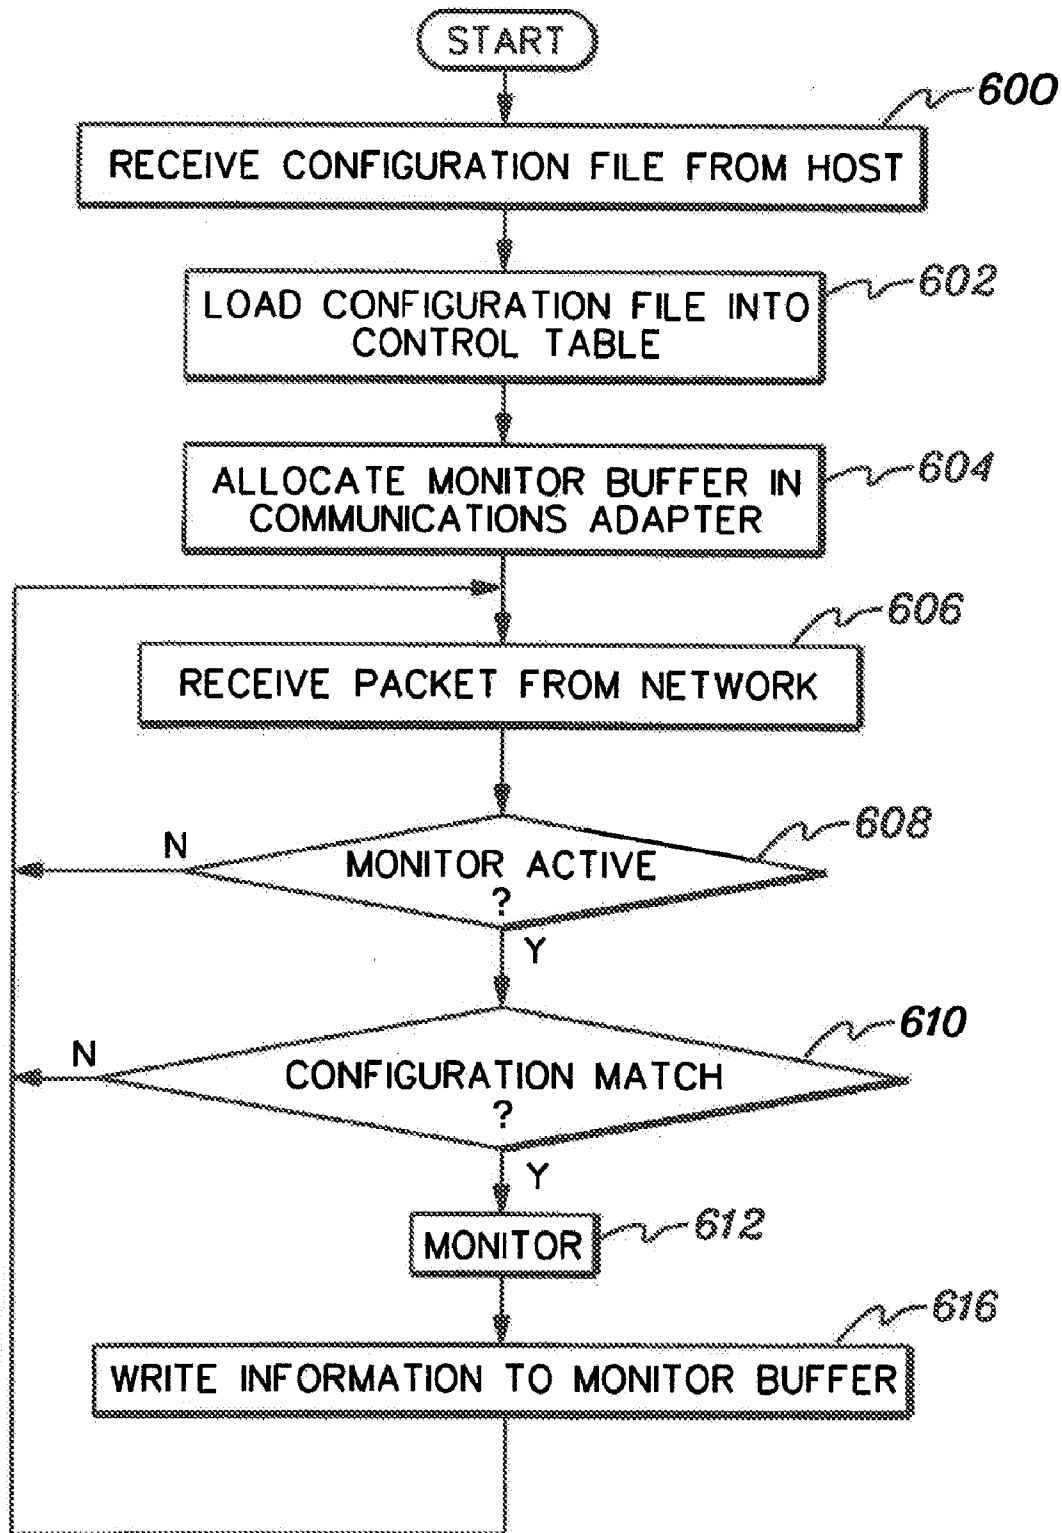 START
600
RECEIVE CONFIGURATION FILE FROM HOST
602
LOAD CONFIGURATION FILE INTO
CONTROL TABLE
604
ALLOCATE MONITOR BUFFER IN
COMMUNICATIONS ADAPTER
606
RECEIVE PACKET FROM NETWORK
608
N
MONITOR ACTIVE
?
Y
610
N
CONFIGURATION MATCH
?
Y
612
MONITOR
616
WRITE INFORMATION TO MONITOR BUFFER